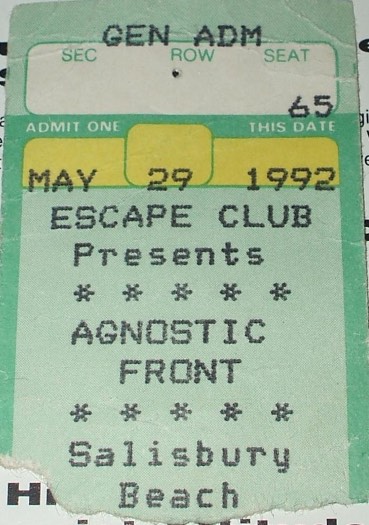 GEN ADM
SEC ROW SEAT
65
ADMIT ONE THIS DATE
MAY 29 1992
ESCAPE CLUB
Presents
* * * * *
AGNOSTIC
FRONT
* * * * *
Salisbury
Beach